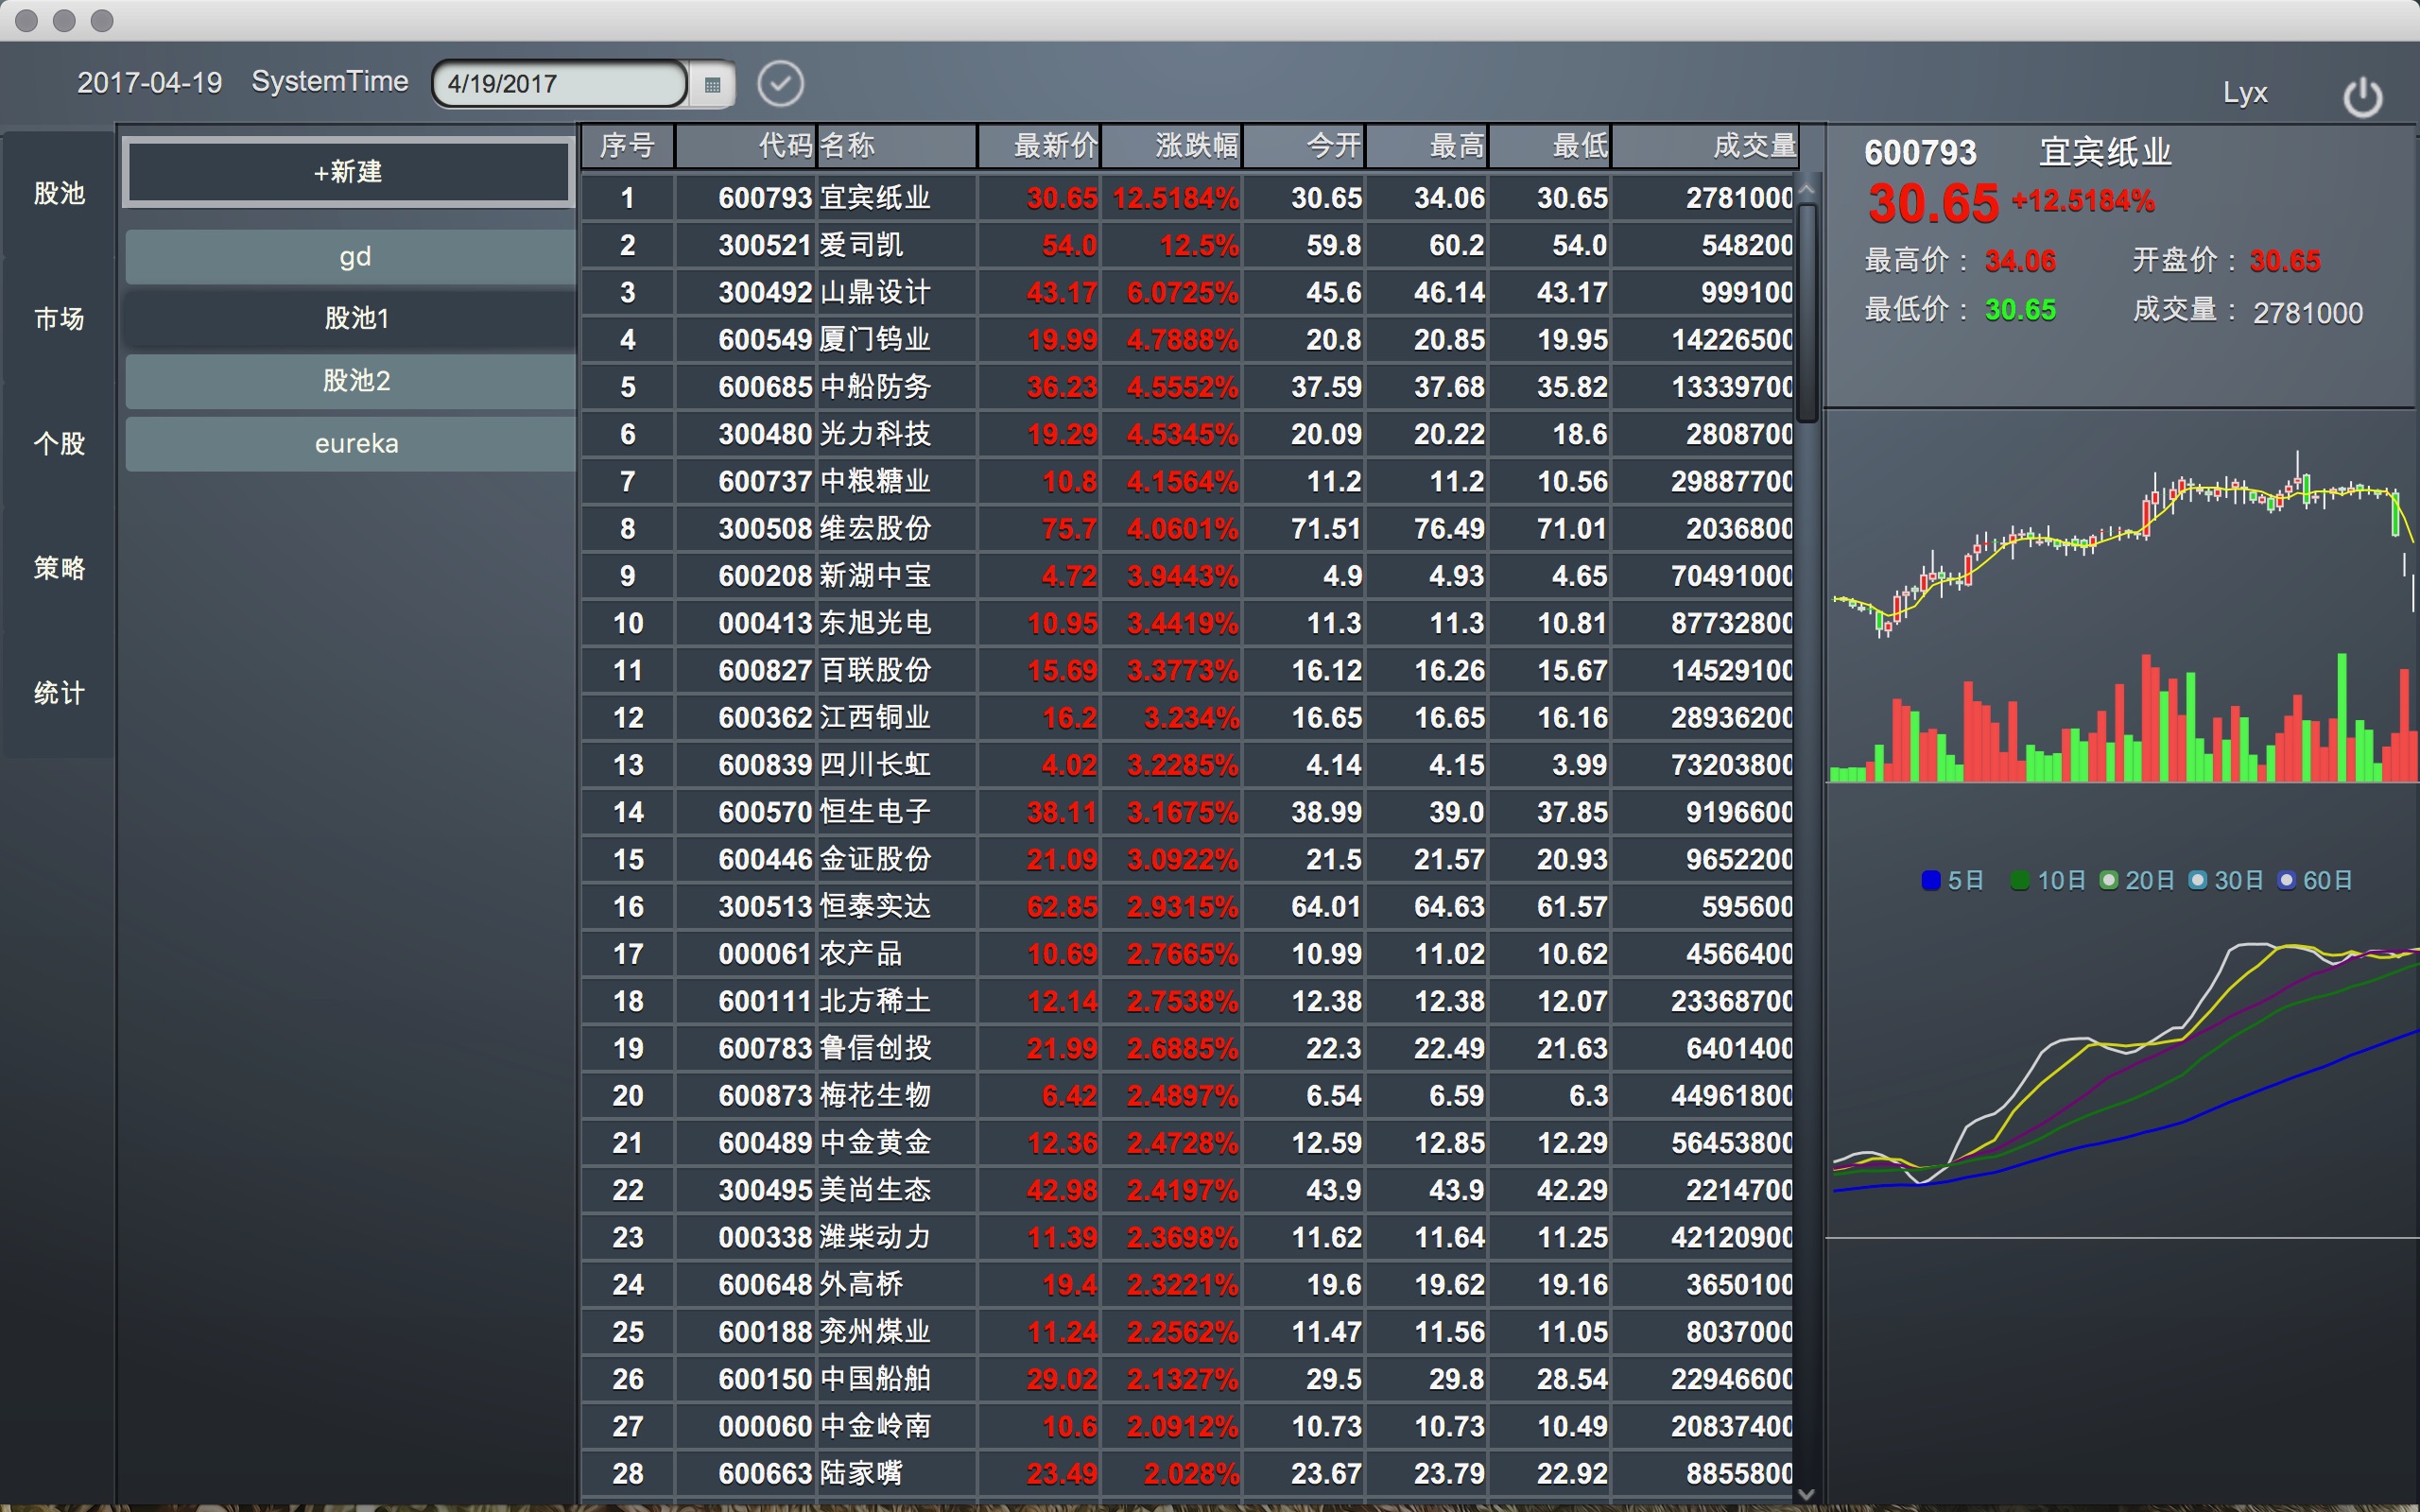 2017-04-19 SystemTime 4/19/2017 Lyx
股池
市场
个股
策略
统计
+新建
gd
股池1
股池2
eureka
序号 代码 名称 最新价 涨跌幅 今开 最高 最低 成交量
1 600793 宜宾纸业 30.65 12.5184% 30.65 34.06 30.65 2781000
2 300521 爱司凯 54.0 12.5% 59.8 60.2 54.0 548200
3 300492 山鼎设计 43.17 6.0725% 45.6 46.14 43.17 999100
4 600549 厦门钨业 19.99 4.7888% 20.8 20.85 19.95 14226500
5 600685 中船防务 36.23 4.5552% 37.59 37.68 35.82 13339700
6 300480 光力科技 19.29 4.5345% 20.09 20.22 18.6 2808700
7 600737 中粮糖业 10.8 4.1564% 11.2 11.2 10.56 29887700
8 300508 维宏股份 75.7 4.0601% 71.51 76.49 71.01 2036800
9 600208 新湖中宝 4.72 3.9443% 4.9 4.93 4.65 70491000
10 000413 东旭光电 10.95 3.4419% 11.3 11.3 10.81 87732800
11 600827 百联股份 15.69 3.3773% 16.12 16.26 15.67 14529100
12 600362 江西铜业 16.2 3.234% 16.65 16.65 16.16 28936200
13 600839 四川长虹 4.02 3.2285% 4.14 4.15 3.99 73203800
14 600570 恒生电子 38.11 3.1675% 38.99 39.0 37.85 9196600
15 600446 金证股份 21.09 3.0922% 21.5 21.57 20.93 9652200
16 300513 恒泰实达 62.85 2.9315% 64.01 64.63 61.57 595600
17 000061 农产品 10.69 2.7665% 10.99 11.02 10.62 4566400
18 600111 北方稀土 12.14 2.7538% 12.38 12.38 12.07 23368700
19 600783 鲁信创投 21.99 2.6885% 22.3 22.49 21.63 6401400
20 600873 梅花生物 6.42 2.4897% 6.54 6.59 6.3 44961800
21 600489 中金黄金 12.36 2.4728% 12.59 12.85 12.29 56453800
22 300495 美尚生态 42.98 2.4197% 43.9 43.9 42.29 2214700
23 000338 潍柴动力 11.39 2.3698% 11.62 11.64 11.25 42120900
24 600648 外高桥 19.4 2.3221% 19.6 19.62 19.16 3650100
25 600188 兖州煤业 11.24 2.2562% 11.47 11.56 11.05 8037000
26 600150 中国船舶 29.02 2.1327% 29.5 29.8 28.54 22946600
27 000060 中金岭南 10.6 2.0912% 10.73 10.73 10.49 20837400
28 600663 陆家嘴 23.49 2.028% 23.67 23.79 22.92 8855800
600793 宜宾纸业
30.65 +12.5184%
最高价： 34.06 开盘价： 30.65
最低价： 30.65 成交量： 2781000
5日 10日 20日 30日 60日